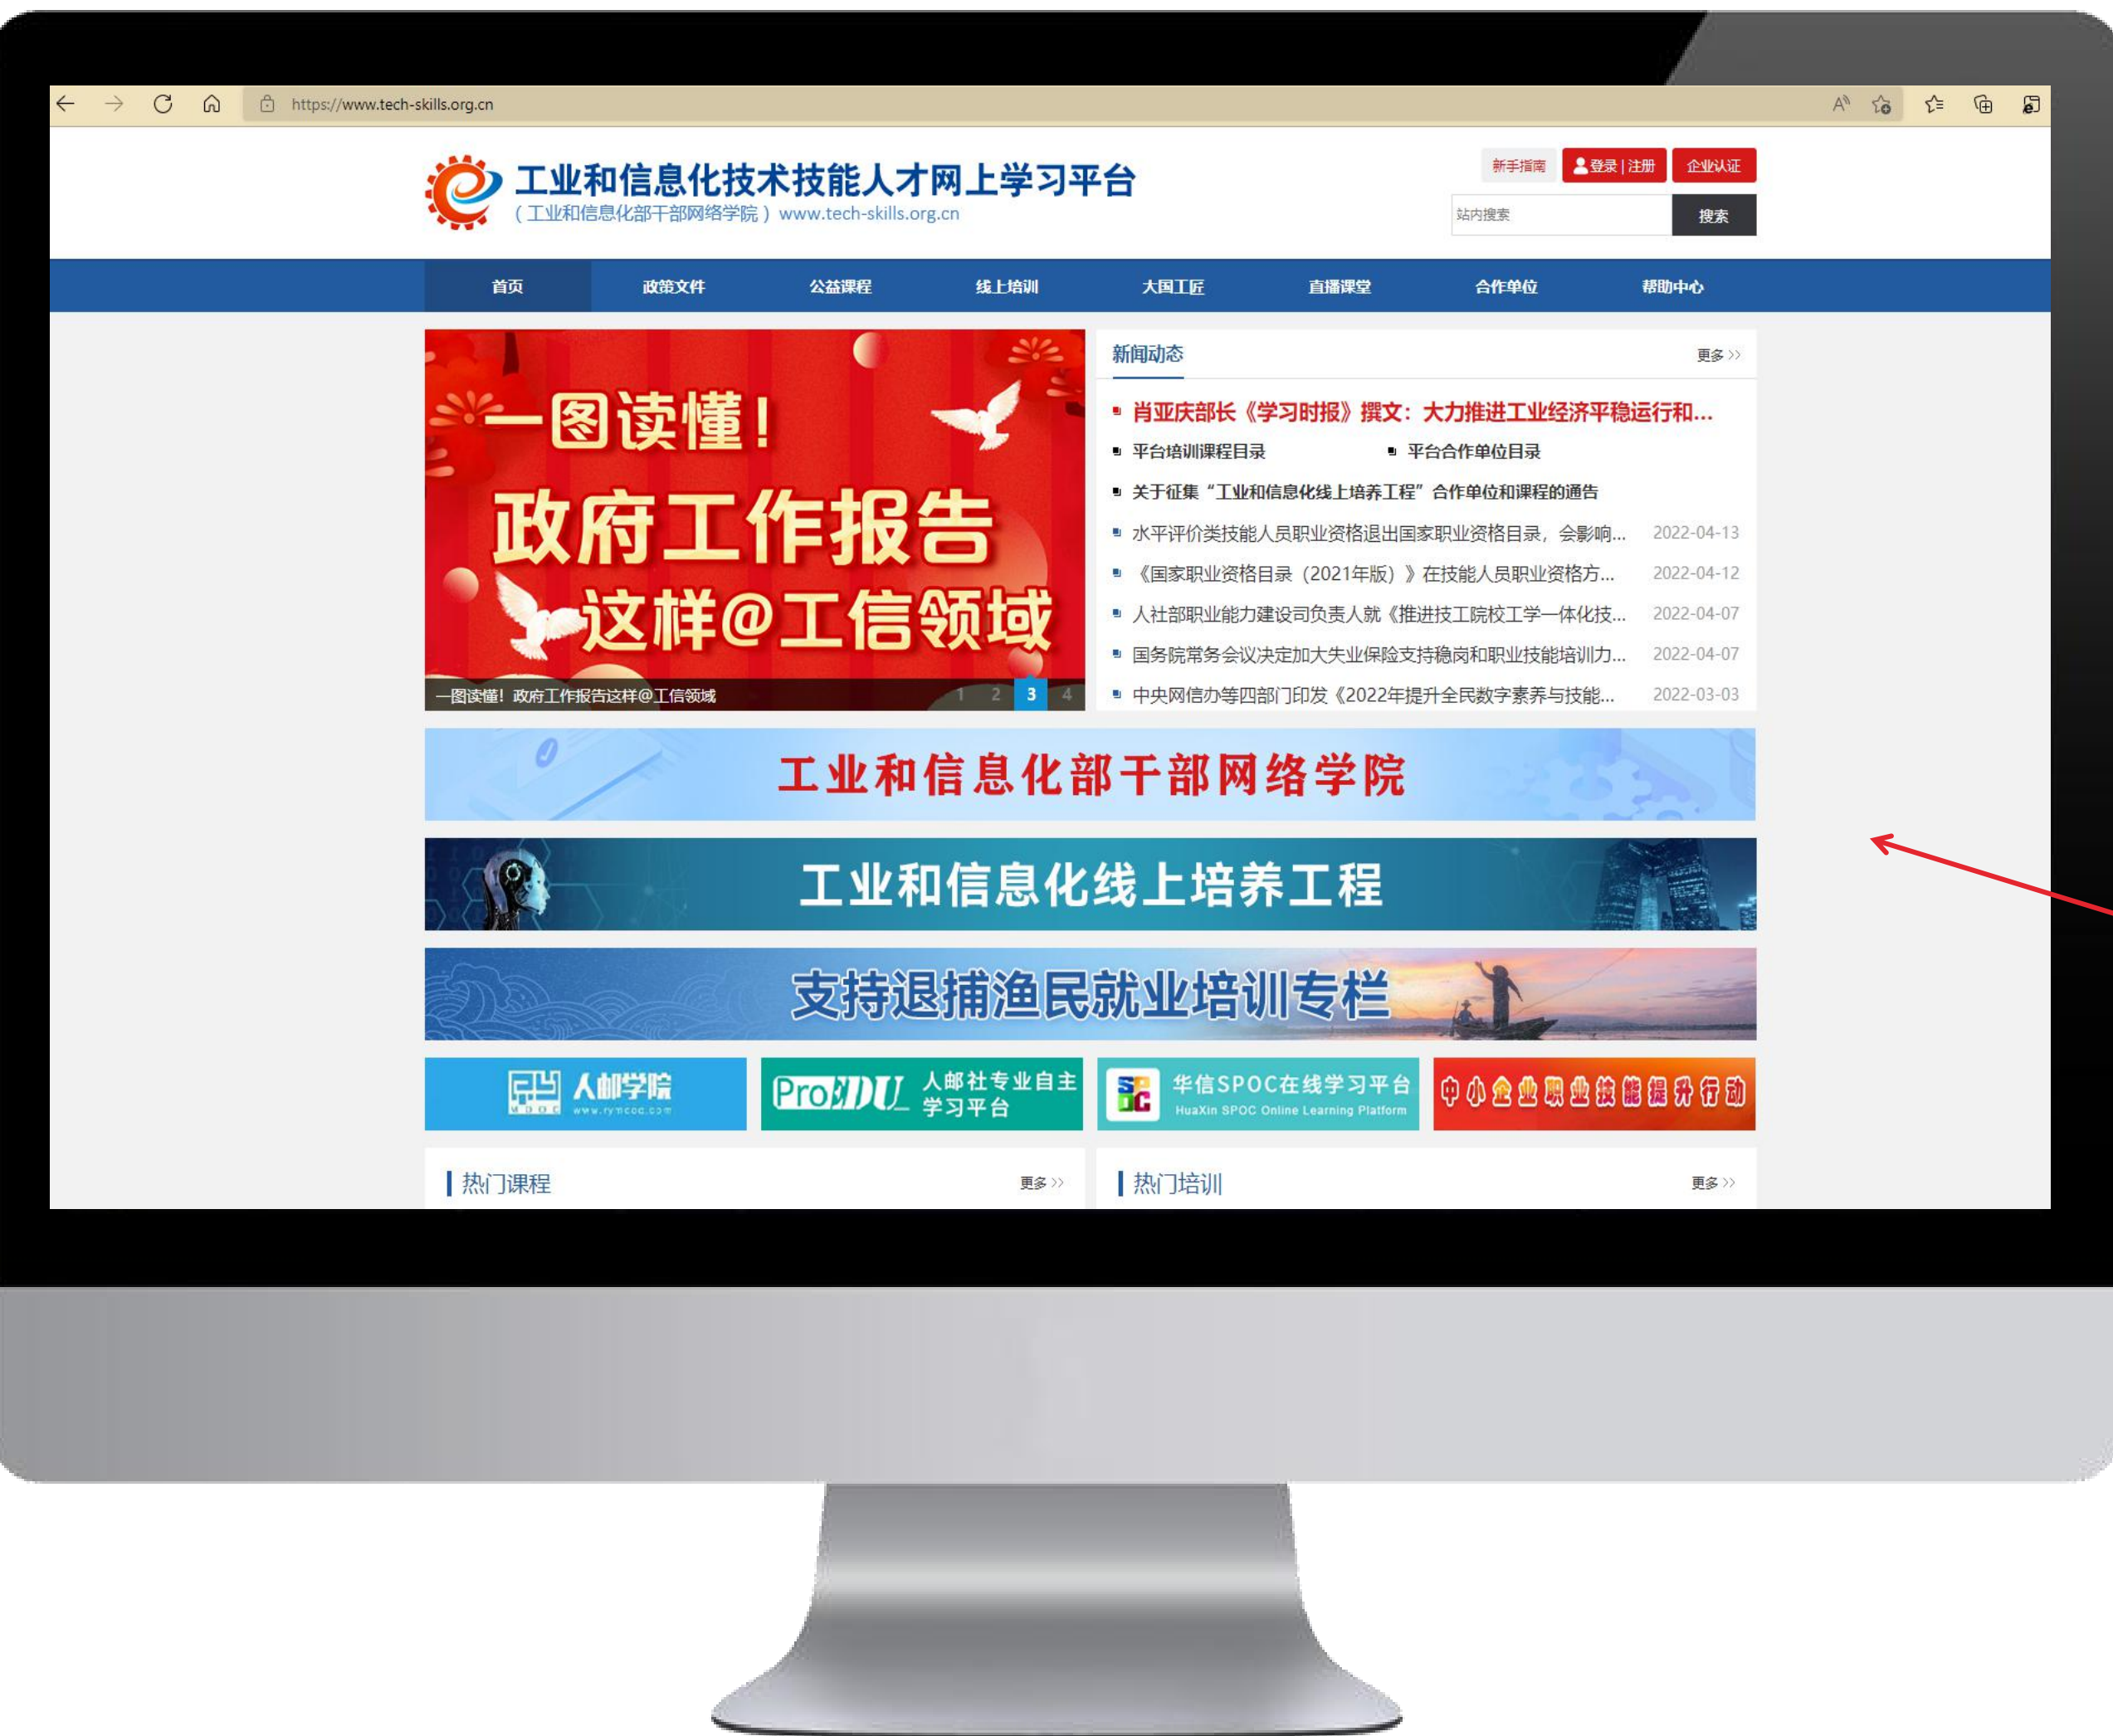 https://www.tech-skills.org.cn
工业和信息化技术技能人才网上学习平台
（工业和信息化部干部网络学院）www.tech-skills.org.cn
新手指南 登录|注册 企业认证
站内搜索 搜索
首页 政策文件 公益课程 线上培训 大国工匠 直播课堂 合作单位 帮助中心
一图读懂！
政府工作报告
这样@工信领域
一图读懂！政府工作报告这样@工信领域 1 2 3 4
新闻动态 更多>>
肖亚庆部长《学习时报》撰文：大力推进工业经济平稳运行和...
平台培训课程目录 平台合作单位目录
关于征集“工业和信息化线上培养工程”合作单位和课程的通告
水平评价类技能人员职业资格退出国家职业资格目录，会影响... 2022-04-13
《国家职业资格目录（2021年版）》在技能人员职业资格方... 2022-04-12
人社部职业能力建设司负责人就《推进技工院校工学一体化技... 2022-04-07
国务院常务会议决定加大失业保险支持稳岗和职业技能培训力... 2022-04-07
中央网信办等四部门印发《2022年提升全民数字素养与技能... 2022-03-03
工业和信息化部干部网络学院
工业和信息化线上培养工程
支持退捕渔民就业培训专栏
人邮学院
MOOC www.rymooc.com
ProEDU 人邮社专业自主
学习平台
SPOC 华信SPOC在线学习平台
HuaXin SPOC Online Learning Platform
中小企业职业技能提升行动
热门课程 更多>>
热门培训 更多>>